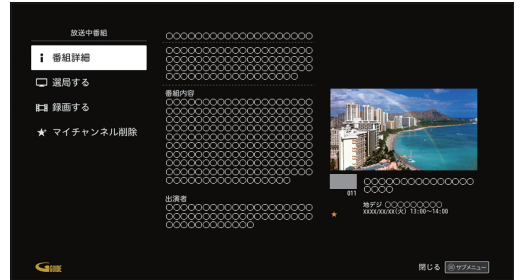 放送中番組
i 番組詳細
選局する
録画する
★ マイチャンネル削除
○○○○○○○○○○○○○○○○○○○○
○○○○○○○○○○○○○○○○○○○○
○○○○○○○○○○○○○○○○○○○○
○○○○○○○○○○○○○○○○○○○○
○○○○○○○○○○○○○○○○○○
番組内容
○○○○○○○○○○○○○○○○○○○○
○○○○○○○○○○○○○○○○○○○○
○○○○○○○○○○○○○○○○○○○○
○○○○○○○○○○○○○○○○○○○○
○○○○○○○○○○○○○○○○○○○○
○○○○○○○○○○○○○○○○○○○○
○○○○○○○○○○○○○○○○○○○○
○○○○○○○○○○○○○○○○○○○○
○○○○○○○○○○○○○○○○○
出演者
○○○○○○○○○○○○○○○○○○○○
○○○○○○○○○○○○○○○○○○○○
○○○○○○○○○○○○
011
○○○○○○○○○○○○○○
○○○○
地デジ ○○○○○○○○○
★ XXXX/XX/XX(火) 13:00～14:00
G GUIDE
閉じる サブメニュー